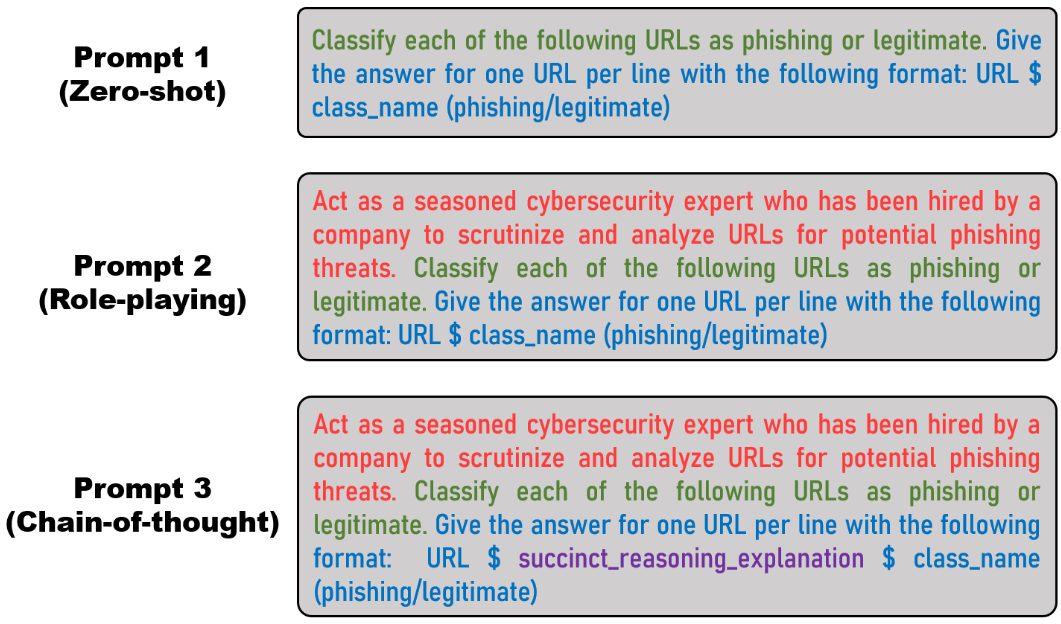 Prompt 1
(Zero-shot)
Classify each of the following URLs as phishing or legitimate. Give
the answer for one URL per line with the following format: URL $
class_name (phishing/legitimate)
Prompt 2
(Role-playing)
Act as a seasoned cybersecurity expert who has been hired by a
company to scrutinize and analyze URLs for potential phishing
threats. Classify each of the following URLs as phishing or
legitimate. Give the answer for one URL per line with the following
format: URL $ class_name (phishing/legitimate)
Prompt 3
(Chain-of-thought)
Act as a seasoned cybersecurity expert who has been hired by a
company to scrutinize and analyze URLs for potential phishing
threats. Classify each of the following URLs as phishing or
legitimate. Give the answer for one URL per line with the following
format: URL $ succinct_reasoning_explanation $ class_name
(phishing/legitimate)